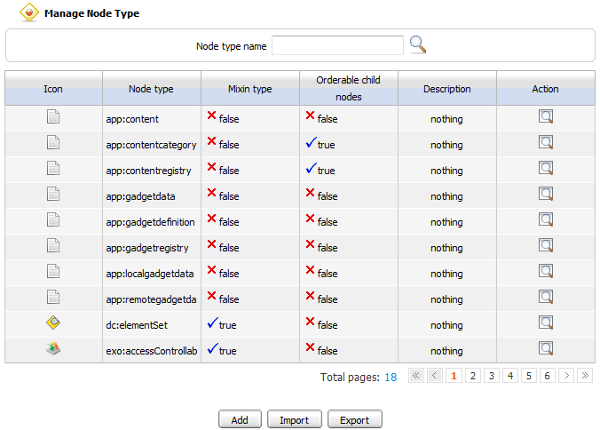 Manage Node Type
Node type name
Icon Node type Mixin type Orderable child nodes Description Action
app:content false false nothing
app:contentcategory false true nothing
app:contentregistry false true nothing
app:gadgetdata false false nothing
app:gadgetdefinition false false nothing
app:gadgetregistry false false nothing
app:localgadgetdata false false nothing
app:remotegadgetda false false nothing
dc:elementSet true false nothing
exo:accessControllab true false nothing
Total pages: 18 1 2 3 4 5 6
Add Import Export